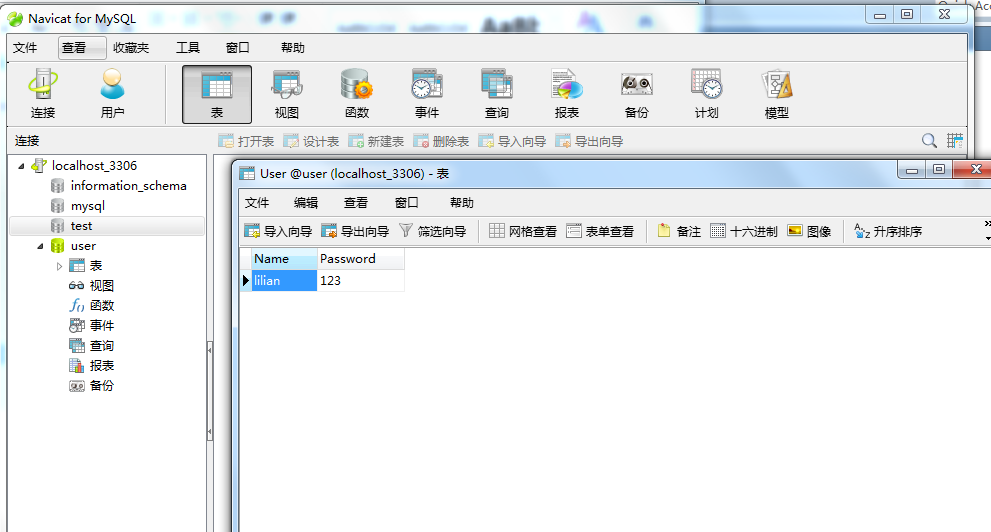 Navicat for MySQL
文件 查看 收藏夹 工具 窗口 帮助
连接 用户 表 视图 函数 事件 查询 报表 备份 计划 模型
连接 打开表 设计表 新建表 删除表 导入向导 导出向导
localhost_3306
information_schema
mysql
test
user
表
视图
函数
事件
查询
报表
备份
User @user (localhost_3306) - 表
文件 编辑 查看 窗口 帮助
导入向导 导出向导 筛选向导 网格查看 表单查看 备注 十六进制 图像 升序排序
Name Password
lilian 123